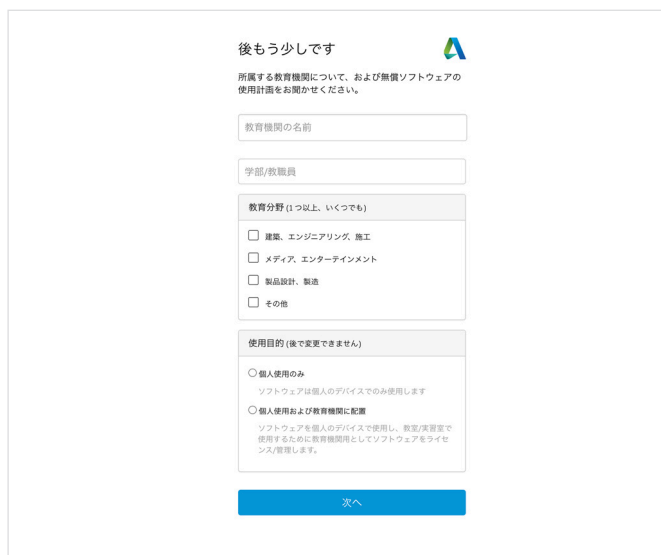 後もう少しです
所属する教育機関について、および無償ソフトウェアの
使用計画をお聞かせください。
教育機関の名前
学部/教職員
教育分野 (1つ以上、いくつでも)
建築、エンジニアリング、施工
メディア、エンターテインメント
製品設計、製造
その他
使用目的 (後で変更できません)
個人使用のみ
ソフトウェアは個人のデバイスでのみ使用します
個人使用および教育機関に配置
ソフトウェアを個人のデバイスで使用し、教室/実習室で
使用するために教育機関用としてソフトウェアをライセ
ンス/管理します。
次へ